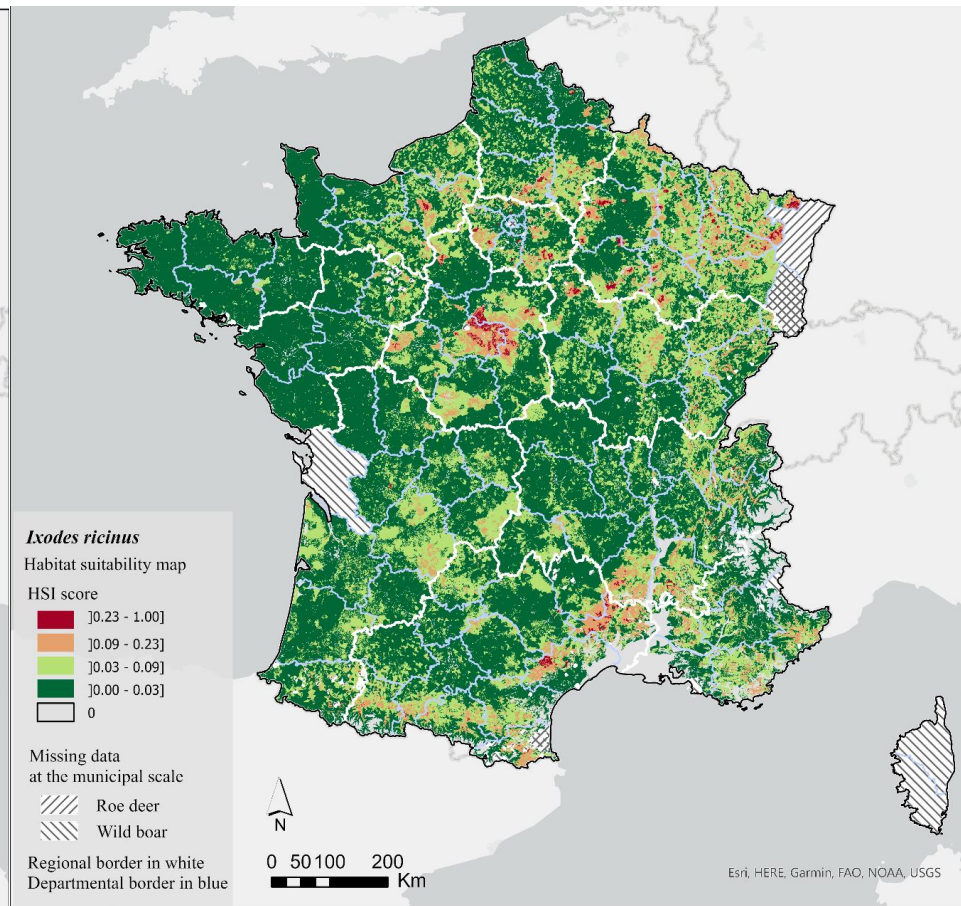 Ixodes ricinus
Habitat suitability map
HSI score
]0.23 - 1.00]
]0.09 - 0.23]
]0.03 - 0.09]
]0.00 - 0.03]
0
Missing data
at the municipal scale
Roe deer
Wild boar
Regional border in white
Departmental border in blue
N
0 50 100 200
Km
Esri, HERE, Garmin, FAO, NOAA, USGS